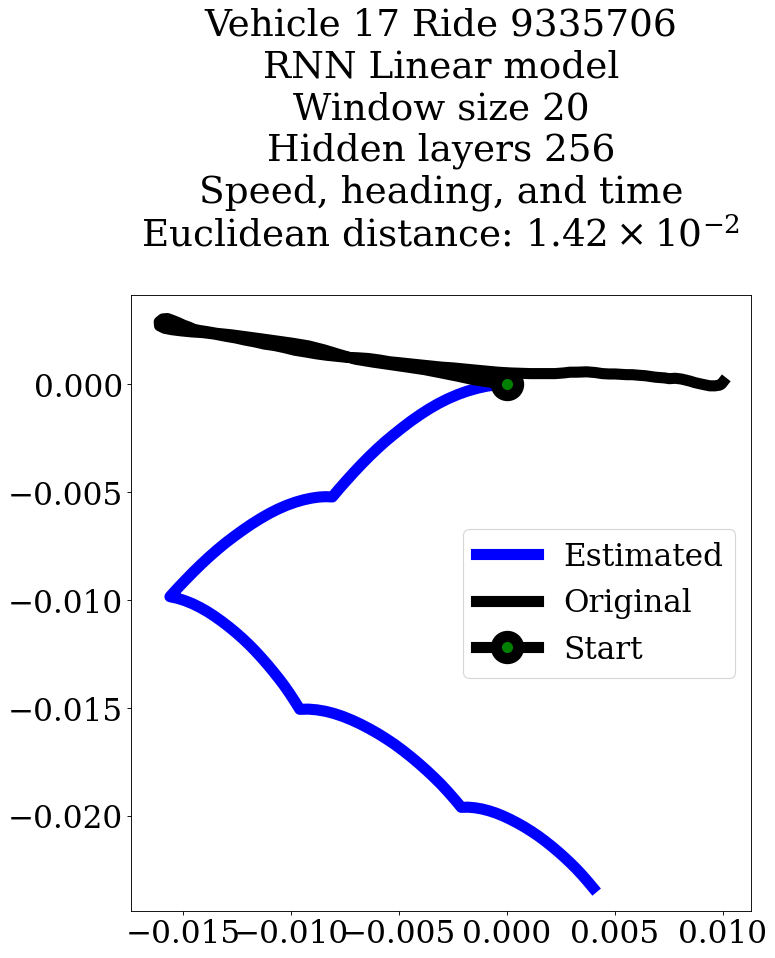 Vehicle 17 Ride 9335706
RNN Linear model
Window size 20
Hidden layers 256
Speed, heading, and time
Euclidean distance: 1.42 × 10⁻²
0.000
−0.005
−0.010
−0.015
−0.020
Estimated
Original
Start
−0.015 −0.010 −0.005 0.000 0.005 0.010